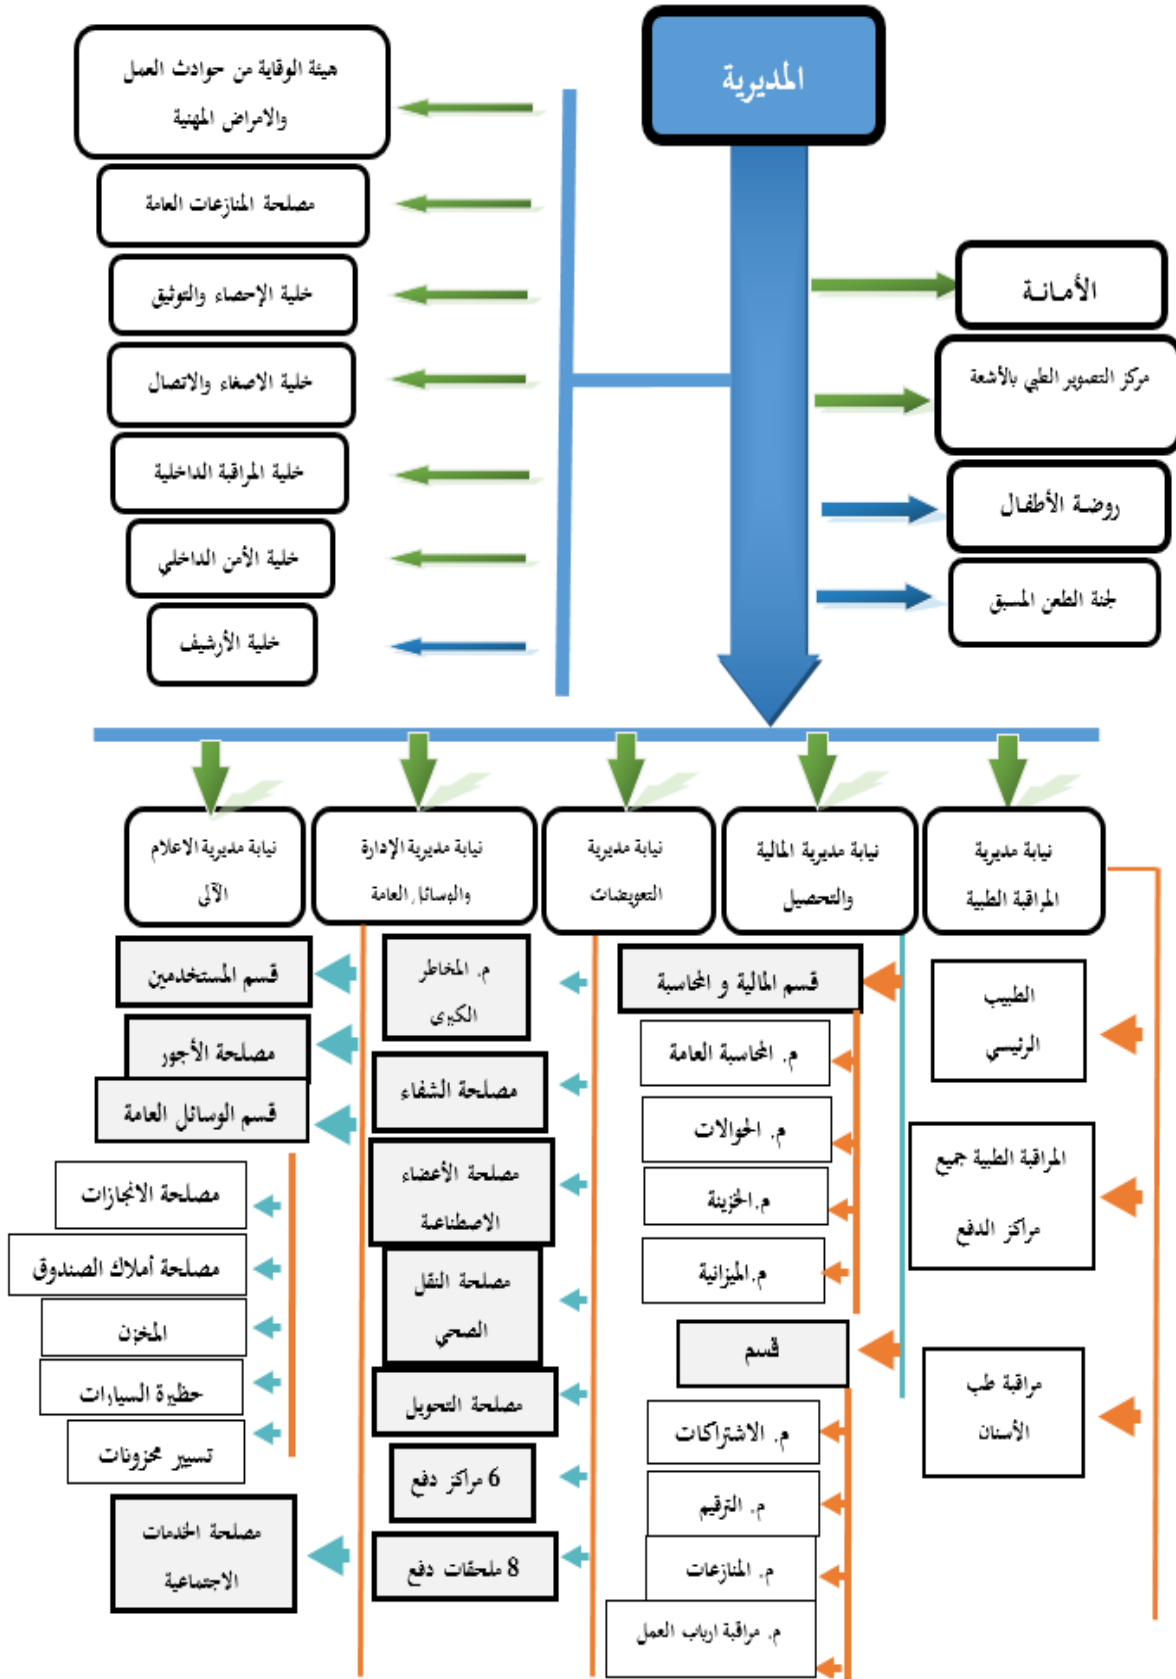 المديرية
هيئة الوقاية من حوادث العمل
والامراض المهنية
مصلحة المنازعات العامة
خلية الإحصاء والتوثيق
خلية الاصغاء والاتصال
خلية المراقبة الداخلية
خلية الأمن الداخلي
خلية الأرشيف
الأمانة
مركز التصوير الطبي بالأشعة
روضة الأطفال
لجنة الطعن المسبق
نيابة مديرية
المراقبة الطبية
نيابة مديرية المالية
والتحصيل
نيابة مديرية
التعويضات
نيابة مديرية الإدارة
والوسائل العامة
نيابة مديرية الاعلام
الآلي
الطبيب
الرئيسي
المراقبة الطبية جميع
مراكز الدفع
مراقبة طب
الأسنان
قسم المالية و المحاسبة
م. المحاسبة العامة
م. الحوالات
م.الخزينة
م.الميزانية
قسم
م. الاشتراكات
م. الترقيم
م. المنازعات
م. مراقبة ارباب العمل
م. المخاطر
الكبرى
مصلحة الشفاء
مصلحة الأعضاء
الاصطناعية
مصلحة النقل
الصحي
مصلحة التحويل
6 مراكز دفع
8 ملحقات دفع
قسم المستخدمين
مصلحة الأجور
قسم الوسائل العامة
مصلحة الانجازات
مصلحة أملاك الصندوق
المخزن
حظيرة السيارات
تسيير مخزونات
مصلحة الخدمات
الاجتماعية